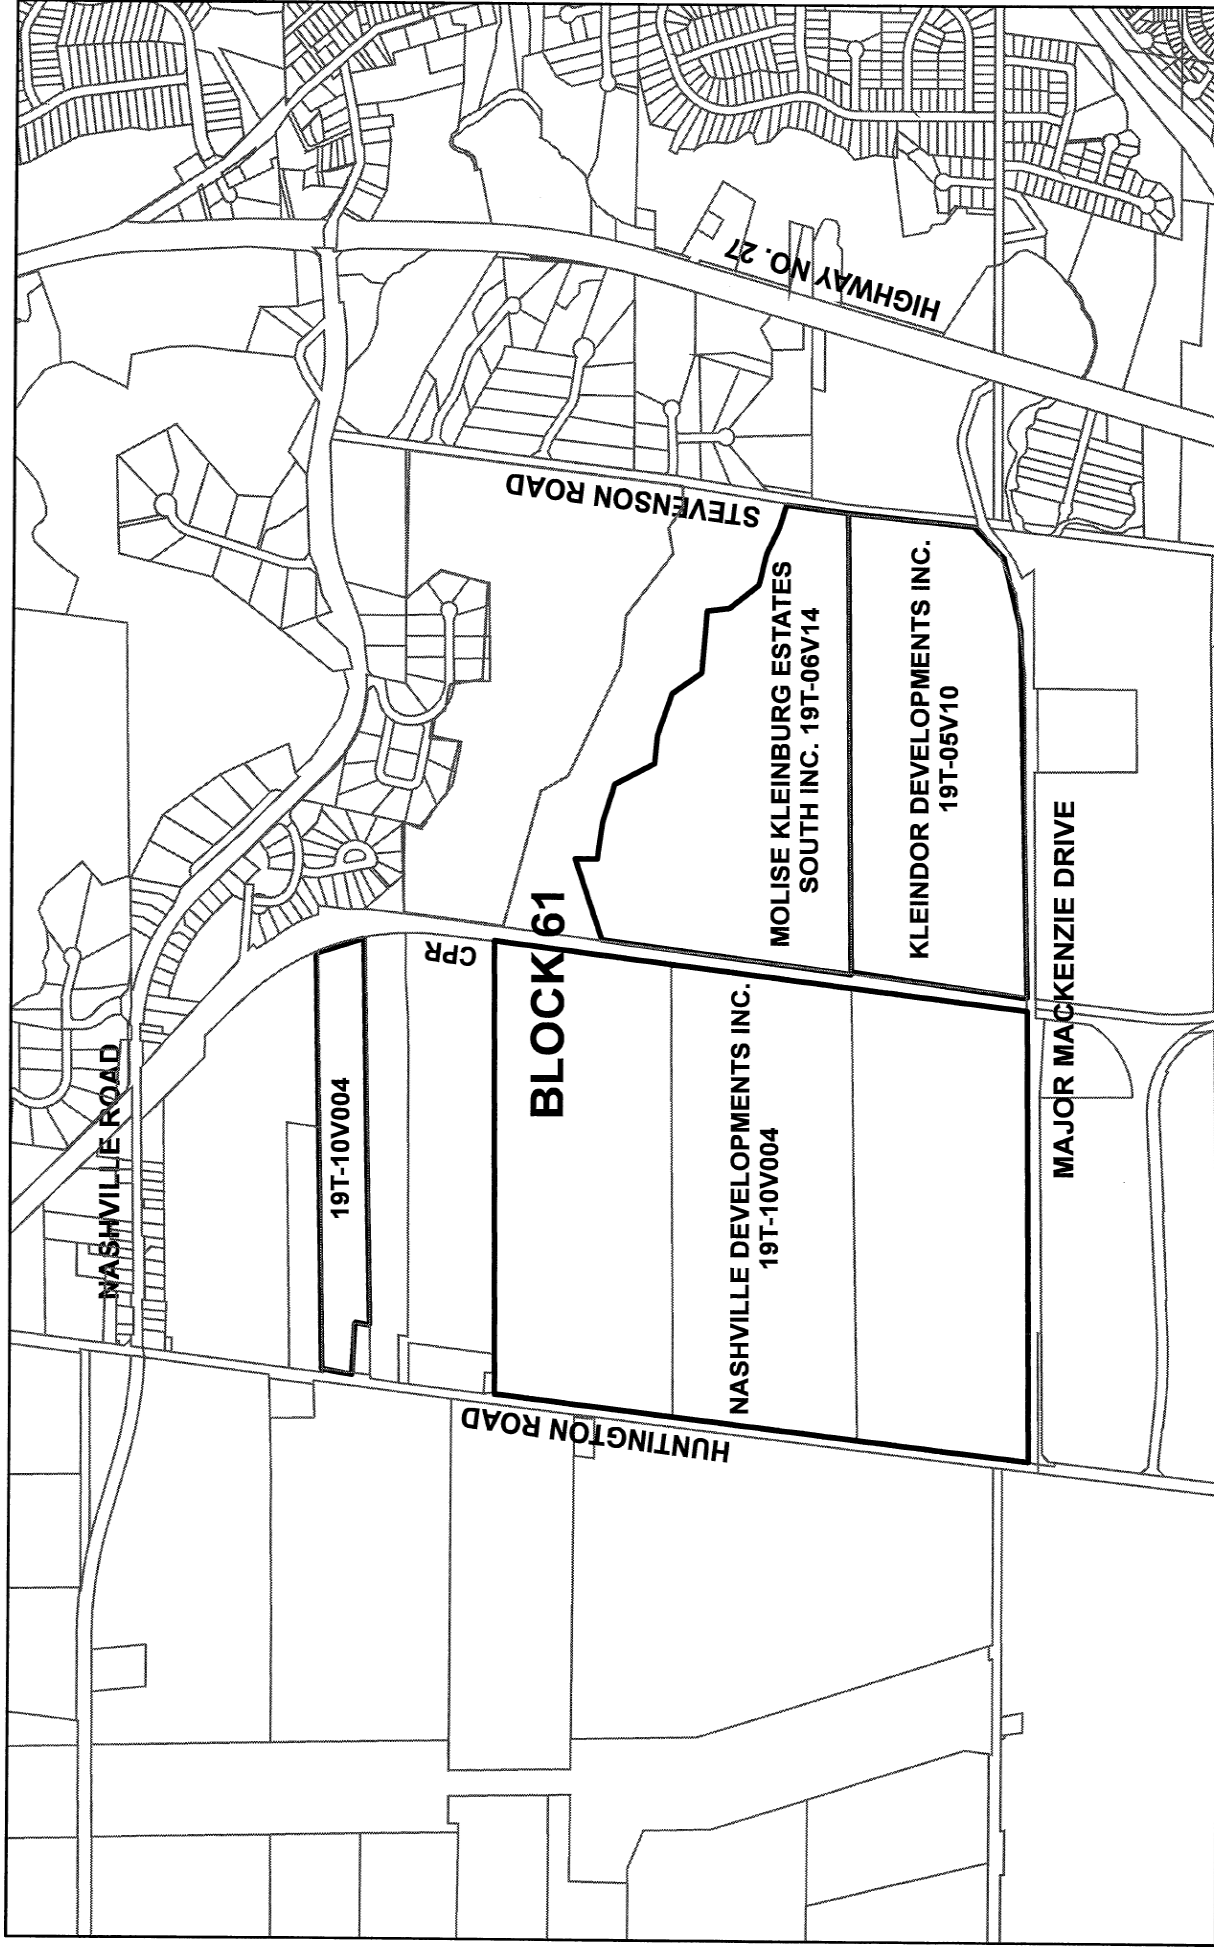 NASHVILLE ROAD
19T-10V004
CPR
HUNTINGTON ROAD
BLOCK 61
STEVENSON ROAD
HIGHWAY NO. 27
NASHVILLE DEVELOPMENTS INC.
19T-10V004
MOLISE KLEINBURG ESTATES
SOUTH INC. 19T-06V14
KLEINDOR DEVELOPMENTS INC.
19T-05V10
MAJOR MACKENZIE DRIVE